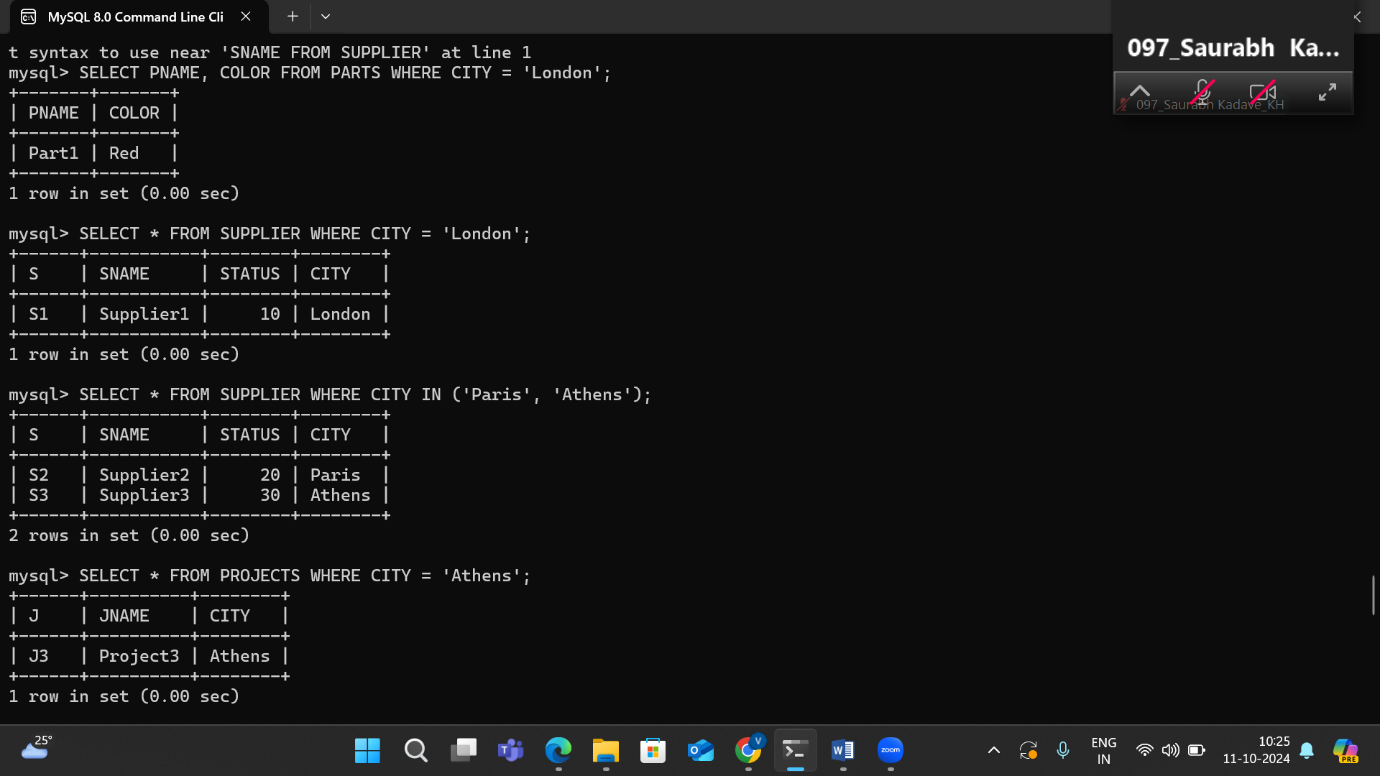 MySQL 8.0 Command Line Cli
t syntax to use near 'SNAME FROM SUPPLIER' at line 1
mysql> SELECT PNAME, COLOR FROM PARTS WHERE CITY = 'London';
+-------+-------+
| PNAME | COLOR |
+-------+-------+
| Part1 | Red   |
+-------+-------+
1 row in set (0.00 sec)
mysql> SELECT * FROM SUPPLIER WHERE CITY = 'London';
+------+-----------+--------+--------+
| S    | SNAME     | STATUS | CITY   |
+------+-----------+--------+--------+
| S1   | Supplier1 |     10 | London |
+------+-----------+--------+--------+
1 row in set (0.00 sec)
mysql> SELECT * FROM SUPPLIER WHERE CITY IN ('Paris', 'Athens');
+------+-----------+--------+--------+
| S    | SNAME     | STATUS | CITY   |
+------+-----------+--------+--------+
| S2   | Supplier2 |     20 | Paris  |
| S3   | Supplier3 |     30 | Athens |
+------+-----------+--------+--------+
2 rows in set (0.00 sec)
mysql> SELECT * FROM PROJECTS WHERE CITY = 'Athens';
+------+----------+--------+
| J    | JNAME    | CITY   |
+------+----------+--------+
| J3   | Project3 | Athens |
+------+----------+--------+
1 row in set (0.00 sec)
097_Saurabh Ka...
097_Saurabh Kadave_KH
25°
V
zoom
ENG
IN
10:25
11-10-2024
PRE